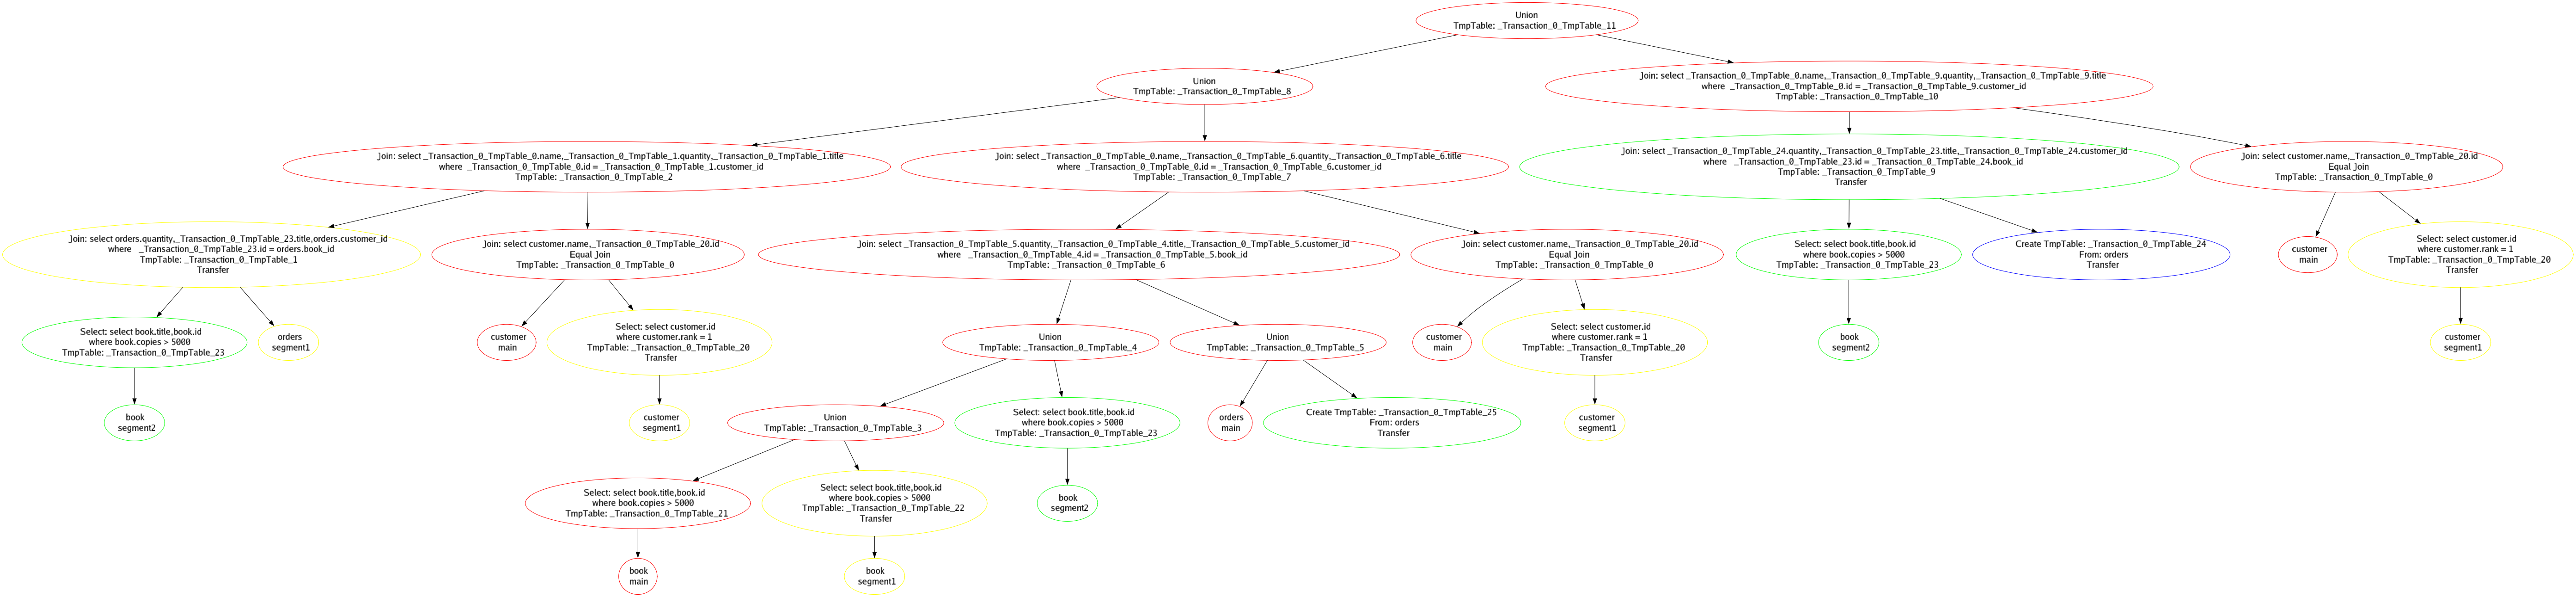 Union
TmpTable: _Transaction_0_TmpTable_11
Union
TmpTable: _Transaction_0_TmpTable_8
Join: select _Transaction_0_TmpTable_0.name,_Transaction_0_TmpTable_9.quantity,_Transaction_0_TmpTable_9.title
where _Transaction_0_TmpTable_0.id = _Transaction_0_TmpTable_9.customer_id
TmpTable: _Transaction_0_TmpTable_10
Join: select _Transaction_0_TmpTable_0.name,_Transaction_0_TmpTable_1.quantity,_Transaction_0_TmpTable_1.title
where _Transaction_0_TmpTable_0.id = _Transaction_0_TmpTable_1.customer_id
TmpTable: _Transaction_0_TmpTable_2
Join: select _Transaction_0_TmpTable_0.name,_Transaction_0_TmpTable_6.quantity,_Transaction_0_TmpTable_6.title
where _Transaction_0_TmpTable_0.id = _Transaction_0_TmpTable_6.customer_id
TmpTable: _Transaction_0_TmpTable_7
Join: select _Transaction_0_TmpTable_24.quantity,_Transaction_0_TmpTable_23.title,_Transaction_0_TmpTable_24.customer_id
where _Transaction_0_TmpTable_23.id = _Transaction_0_TmpTable_24.book_id
TmpTable: _Transaction_0_TmpTable_9
Transfer
Join: select customer.name,_Transaction_0_TmpTable_20.id
Equal Join
TmpTable: _Transaction_0_TmpTable_0
Join: select orders.quantity,_Transaction_0_TmpTable_23.title,orders.customer_id
where _Transaction_0_TmpTable_23.id = orders.book_id
TmpTable: _Transaction_0_TmpTable_1
Transfer
Join: select customer.name,_Transaction_0_TmpTable_20.id
Equal Join
TmpTable: _Transaction_0_TmpTable_0
Join: select _Transaction_0_TmpTable_5.quantity,_Transaction_0_TmpTable_4.title,_Transaction_0_TmpTable_5.customer_id
where _Transaction_0_TmpTable_4.id = _Transaction_0_TmpTable_5.book_id
TmpTable: _Transaction_0_TmpTable_6
Join: select customer.name,_Transaction_0_TmpTable_20.id
Equal Join
TmpTable: _Transaction_0_TmpTable_0
Select: select book.title,book.id
where book.copies > 5000
TmpTable: _Transaction_0_TmpTable_23
Create TmpTable: _Transaction_0_TmpTable_24
From: orders
Transfer
customer
main
Select: select customer.id
where customer.rank = 1
TmpTable: _Transaction_0_TmpTable_20
Transfer
Select: select book.title,book.id
where book.copies > 5000
TmpTable: _Transaction_0_TmpTable_23
orders
segment1
customer
main
Select: select customer.id
where customer.rank = 1
TmpTable: _Transaction_0_TmpTable_20
Transfer
Union
TmpTable: _Transaction_0_TmpTable_4
Union
TmpTable: _Transaction_0_TmpTable_5
customer
main
Select: select customer.id
where customer.rank = 1
TmpTable: _Transaction_0_TmpTable_20
Transfer
book
segment2
customer
segment1
book
segment2
customer
segment1
Union
TmpTable: _Transaction_0_TmpTable_3
Select: select book.title,book.id
where book.copies > 5000
TmpTable: _Transaction_0_TmpTable_23
orders
main
Create TmpTable: _Transaction_0_TmpTable_25
From: orders
Transfer
customer
segment1
Select: select book.title,book.id
where book.copies > 5000
TmpTable: _Transaction_0_TmpTable_21
Select: select book.title,book.id
where book.copies > 5000
TmpTable: _Transaction_0_TmpTable_22
Transfer
book
segment2
book
main
book
segment1